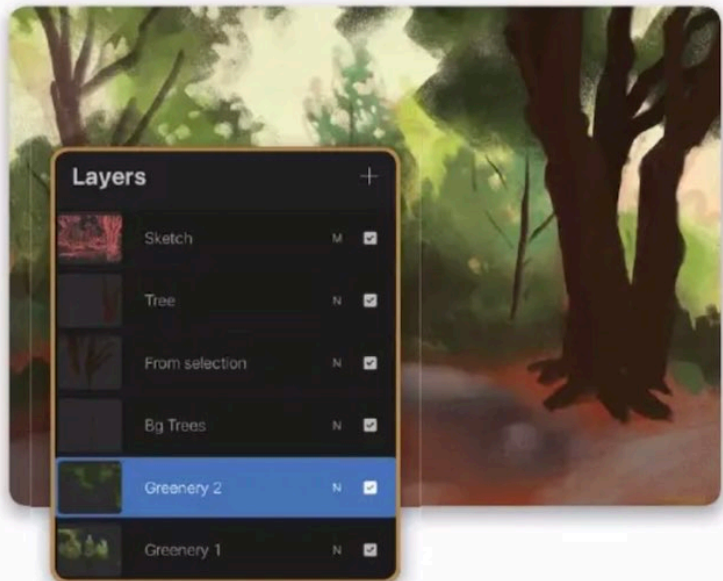 Layers +
Sketch M
Tree N
From selection N
Bg Trees N
Greenery 2 N
Greenery 1 N